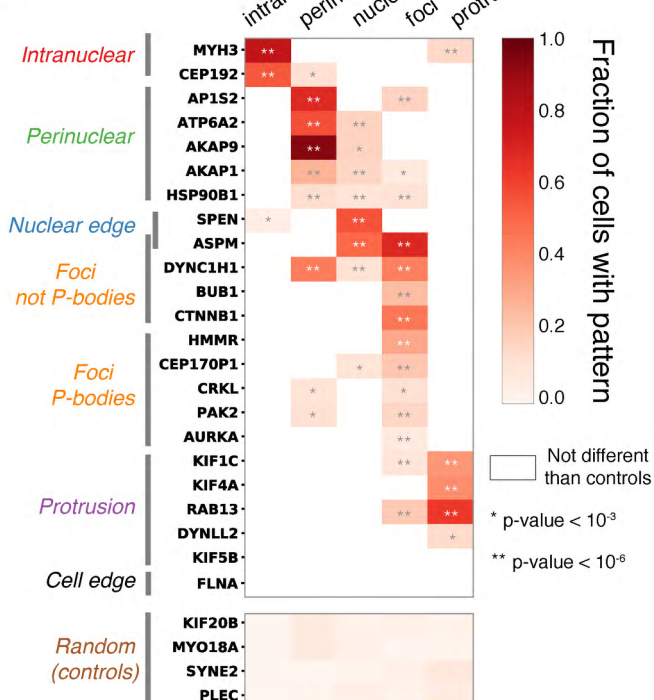 foci
Intranuclear
MYH3
**
**
CEP192
**
*
Perinuclear
AP1S2
**
**
ATP6A2
**
**
AKAP9
**
*
AKAP1
**
**
*
HSP90B1
**
**
**
Nuclear edge
SPEN
*
**
ASPM
**
**
Foci
not P-bodies
DYNC1H1
**
**
**
BUB1
**
CTNNB1
**
Foci
P-bodies
HMMR
**
CEP170P1
*
**
CRKL
*
*
PAK2
*
**
AURKA
**
Protrusion
KIF1C
**
**
KIF4A
**
RAB13
**
**
DYNLL2
*
KIF5B
Cell edge
FLNA
Random
(controls)
KIF20B
MYO18A
SYNE2
PLEC
1.0
0.8
0.6
0.4
0.2
0.0
Fraction of cells with pattern
Not different
than controls
* p-value < 10⁻³
** p-value < 10⁻⁶